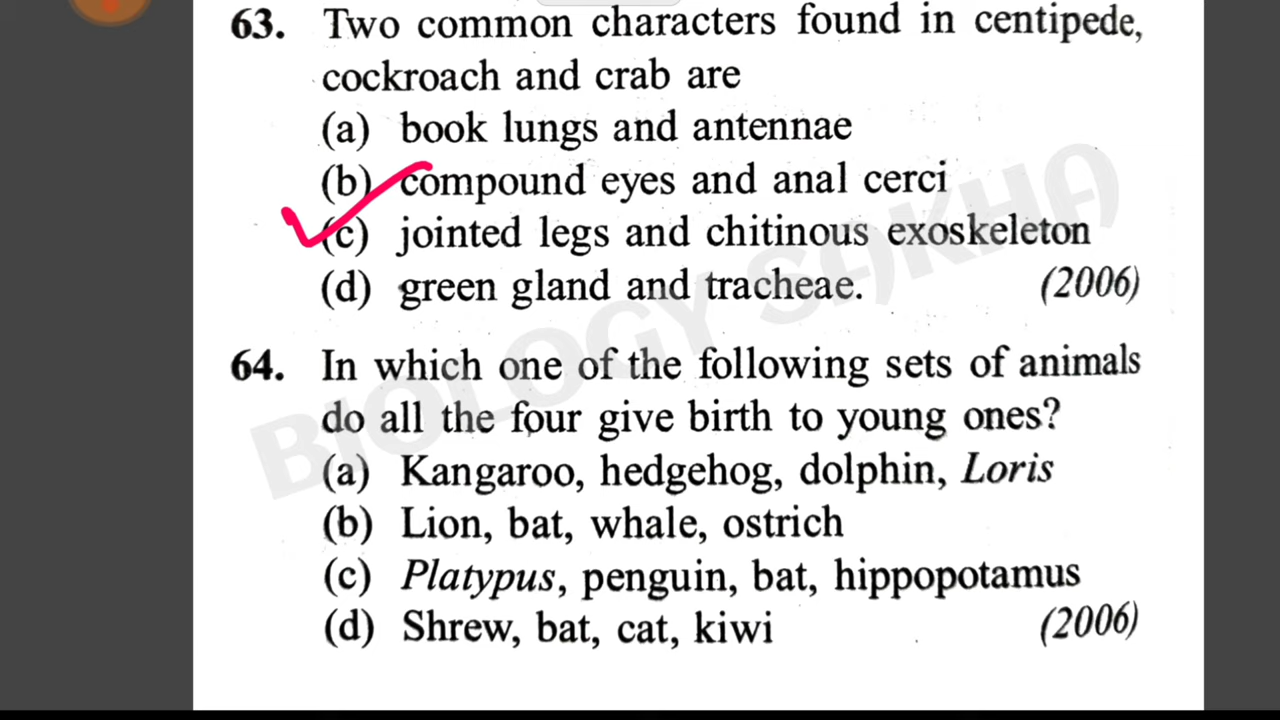 63. Two common characters found in centipede,
cockroach and crab are
(a) book lungs and antennae
(b) compound eyes and anal cerci
(c) jointed legs and chitinous exoskeleton
(d) green gland and tracheae. (2006)
64. In which one of the following sets of animals
do all the four give birth to young ones?
(a) Kangaroo, hedgehog, dolphin, Loris
(b) Lion, bat, whale, ostrich
(c) Platypus, penguin, bat, hippopotamus
(d) Shrew, bat, cat, kiwi (2006)
BIOLOGY SAKHA